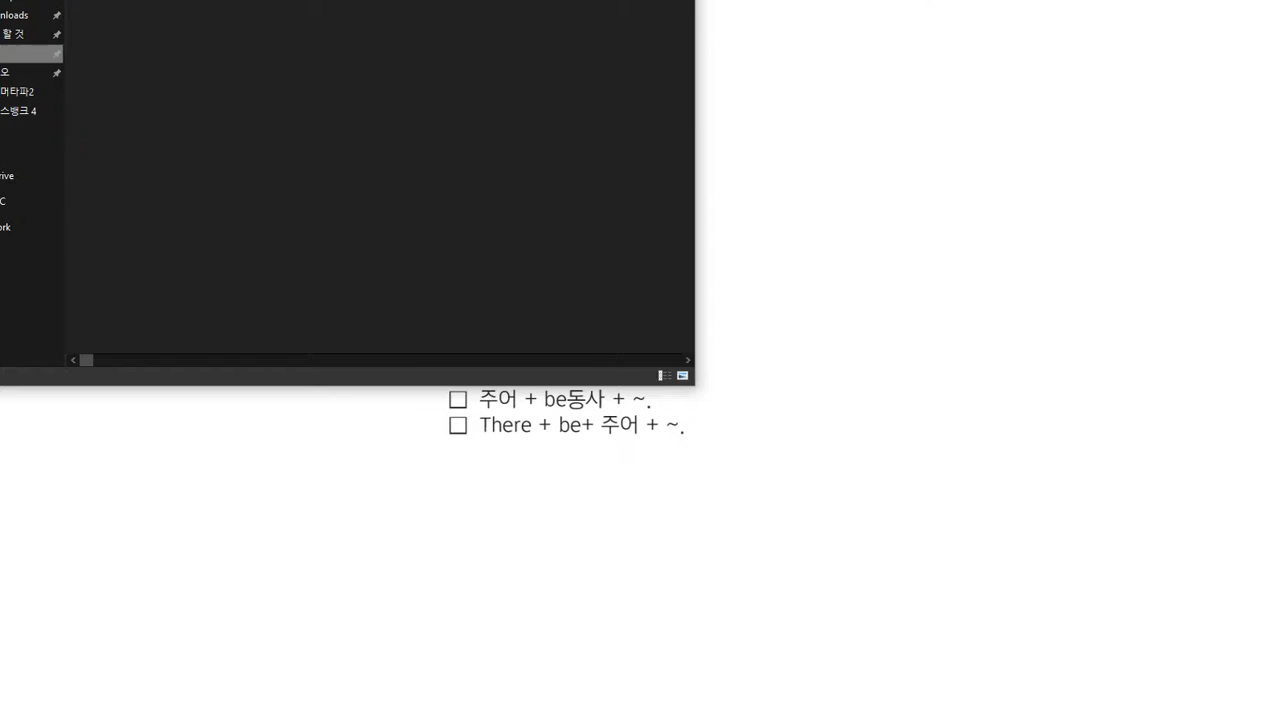 nloads
할 것
오
머타파2
스뱅크 4
rive
C
ork
☐ 주어 + be동사 + ~.
☐ There + be+ 주어 + ~.